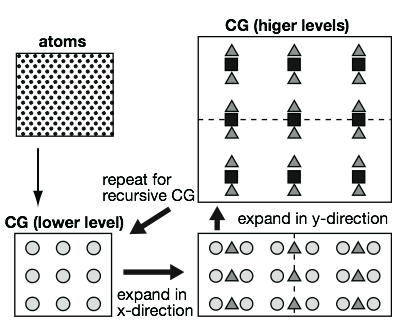 CG (higer levels)
atoms
repeat for
recursive CG
CG (lower level)
expand in y-direction
expand in
x-direction